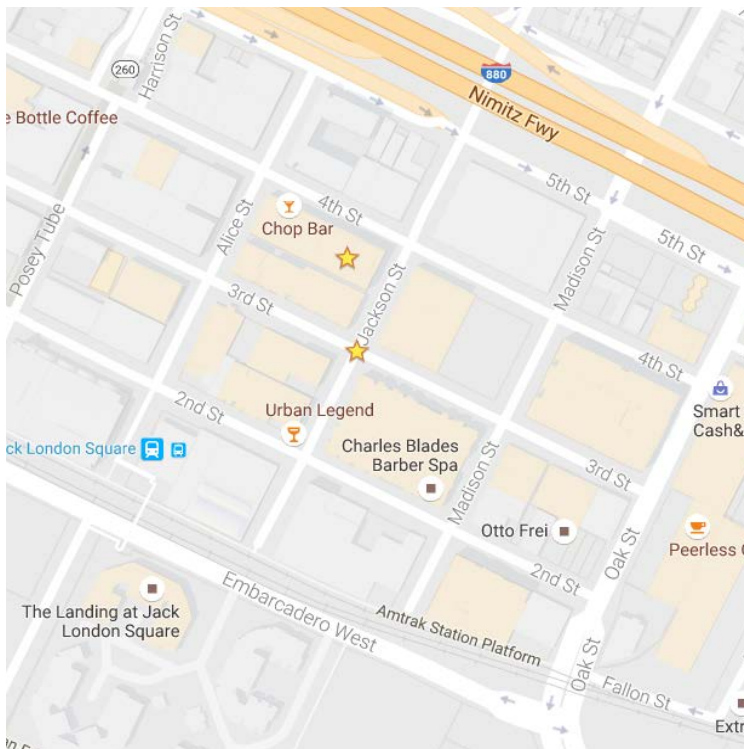 260
Harrison St
880
Nimitz Fwy
e Bottle Coffee
5th St
5th St
Chop Bar
4th St
Alice St
Posey Tube
Madison St
Jackson St
3rd St
4th St
Smart
Cash&
Urban Legend
2nd St
ck London Square
Charles Blades
Barber Spa
Madison St
3rd St
Otto Frei
Oak St
Peerless
2nd St
The Landing at Jack
London Square
Embarcadero West
Amtrak Station Platform
Oak St
Fallon St
Extr